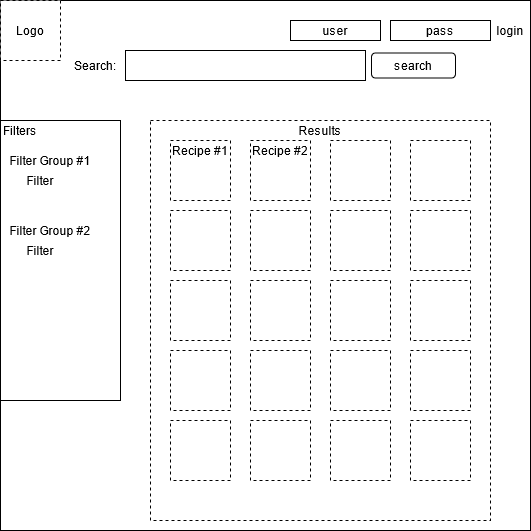 Logo
user
pass
login
Search:
search
Filters
Filter Group #1
Filter
Filter Group #2
Filter
Results
Recipe #1
Recipe #2